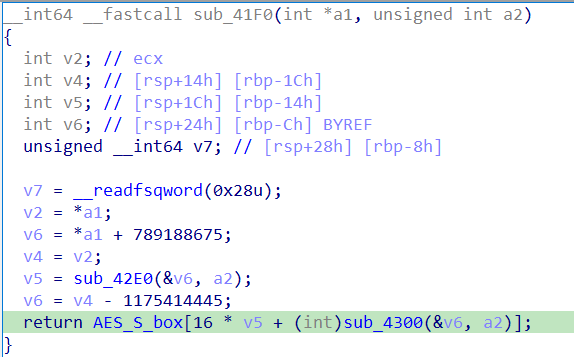 __int64 __fastcall sub_41F0(int *a1, unsigned int a2)
{
int v2; // ecx
int v4; // [rsp+14h] [rbp-1Ch]
int v5; // [rsp+1Ch] [rbp-14h]
int v6; // [rsp+24h] [rbp-Ch] BYREF
unsigned __int64 v7; // [rsp+28h] [rbp-8h]
v7 = __readfsqword(0x28u);
v2 = *a1;
v6 = *a1 + 789188675;
v4 = v2;
v5 = sub_42E0(&v6, a2);
v6 = v4 - 1175414445;
return AES_S_box[16 * v5 + (int)sub_4300(&v6, a2)];
}